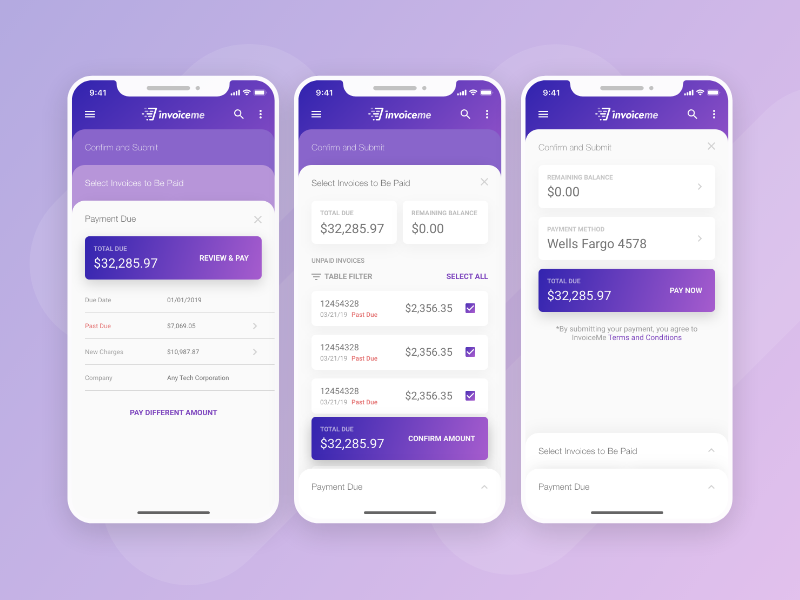 9:41
invoiceme
Confirm and Submit
Select Invoices to Be Paid
Payment Due
TOTAL DUE
$32,285.97
REVIEW & PAY
Due Date 01/01/2019
Past Due $7,069.05
New Charges $10,987.87
Company Any Tech Corporation
PAY DIFFERENT AMOUNT
9:41
invoiceme
Confirm and Submit
Select Invoices to Be Paid
TOTAL DUE
$32,285.97
REMAINING BALANCE
$0.00
UNPAID INVOICES
TABLE FILTER SELECT ALL
12454328
03/21/19 Past Due
$2,356.35
12454328
03/21/19 Past Due
$2,356.35
12454328
03/21/19 Past Due
$2,356.35
TOTAL DUE
$32,285.97
CONFIRM AMOUNT
Payment Due
9:41
invoiceme
Confirm and Submit
REMAINING BALANCE
$0.00
PAYMENT METHOD
Wells Fargo 4578
TOTAL DUE
$32,285.97
PAY NOW
*By submitting your payment, you agree to
InvoiceMe Terms and Conditions
Select Invoices to Be Paid
Payment Due